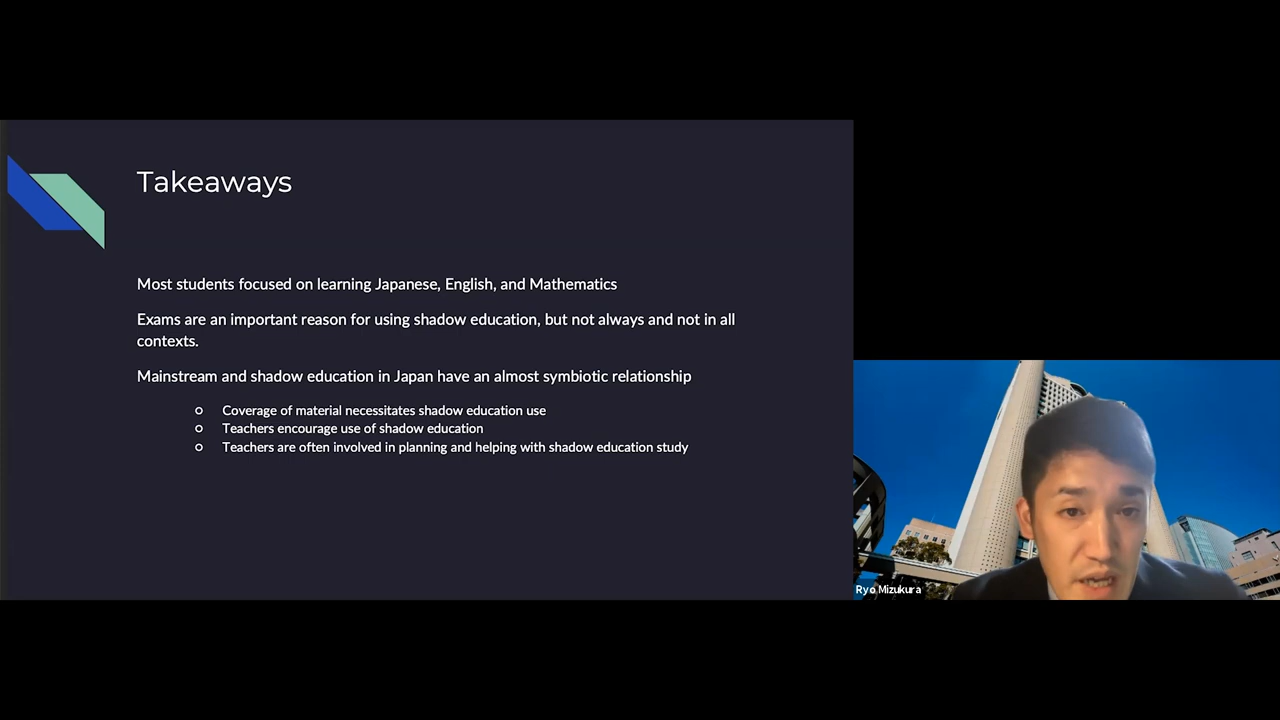 Takeaways
Most students focused on learning Japanese, English, and Mathematics
Exams are an important reason for using shadow education, but not always and not in all
contexts.
Mainstream and shadow education in Japan have an almost symbiotic relationship
Coverage of material necessitates shadow education use
Teachers encourage use of shadow education
Teachers are often involved in planning and helping with shadow education study
Ryo Mizukura